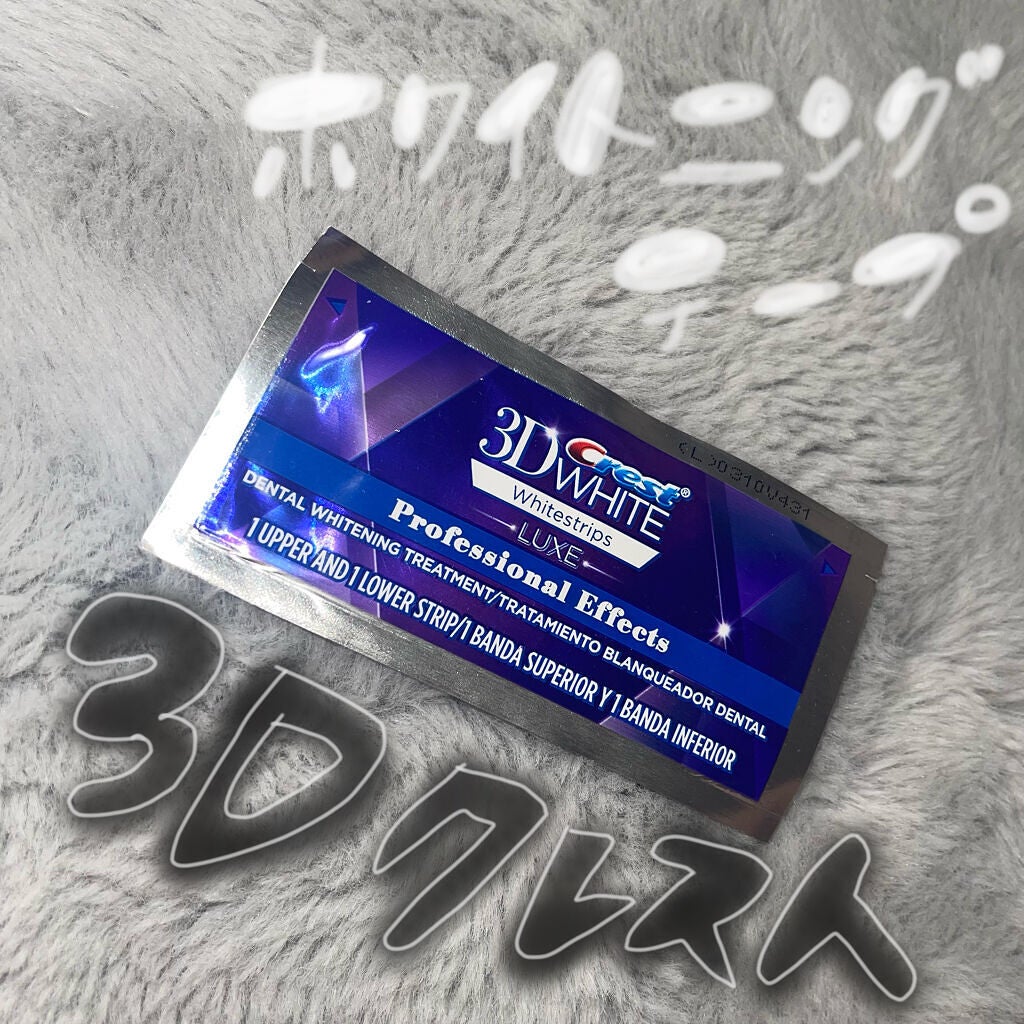 ホワイトニング
テープ
3D Crest®
WHITE
Whitestrips
LUXE
Professional Effects
DENTAL WHITENING TREATMENT/TRATAMIENTO BLANQUEADOR DENTAL
1 UPPER AND 1 LOWER STRIP/1 BANDA SUPERIOR Y 1 BANDA INFERIOR
3Dクレスト